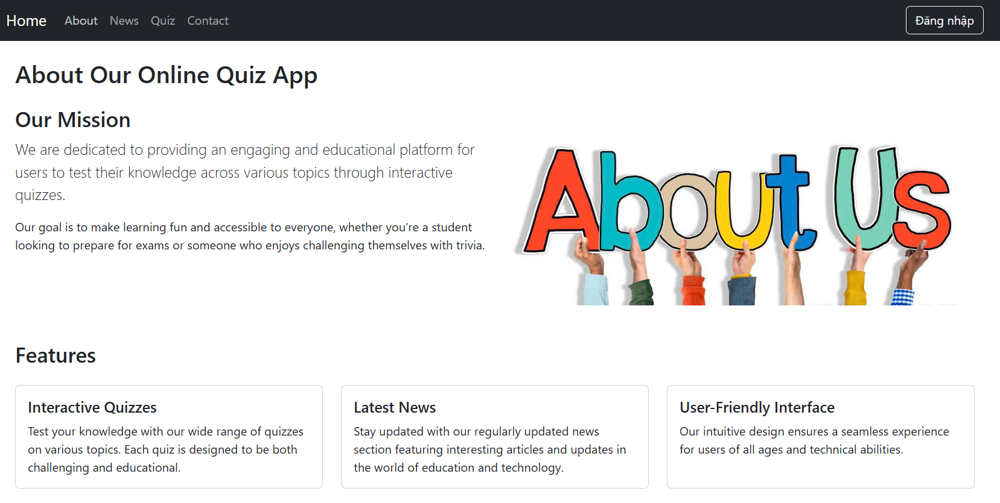 Home About News Quiz Contact Đăng nhập
About Our Online Quiz App
Our Mission
We are dedicated to providing an engaging and educational platform for
users to test their knowledge across various topics through interactive
quizzes.
Our goal is to make learning fun and accessible to everyone, whether you're a student
looking to prepare for exams or someone who enjoys challenging themselves with trivia.
About Us
Features
Interactive Quizzes
Test your knowledge with our wide range of quizzes
on various topics. Each quiz is designed to be both
challenging and educational.
Latest News
Stay updated with our regularly updated news
section featuring interesting articles and updates in
the world of education and technology.
User-Friendly Interface
Our intuitive design ensures a seamless experience
for users of all ages and technical abilities.